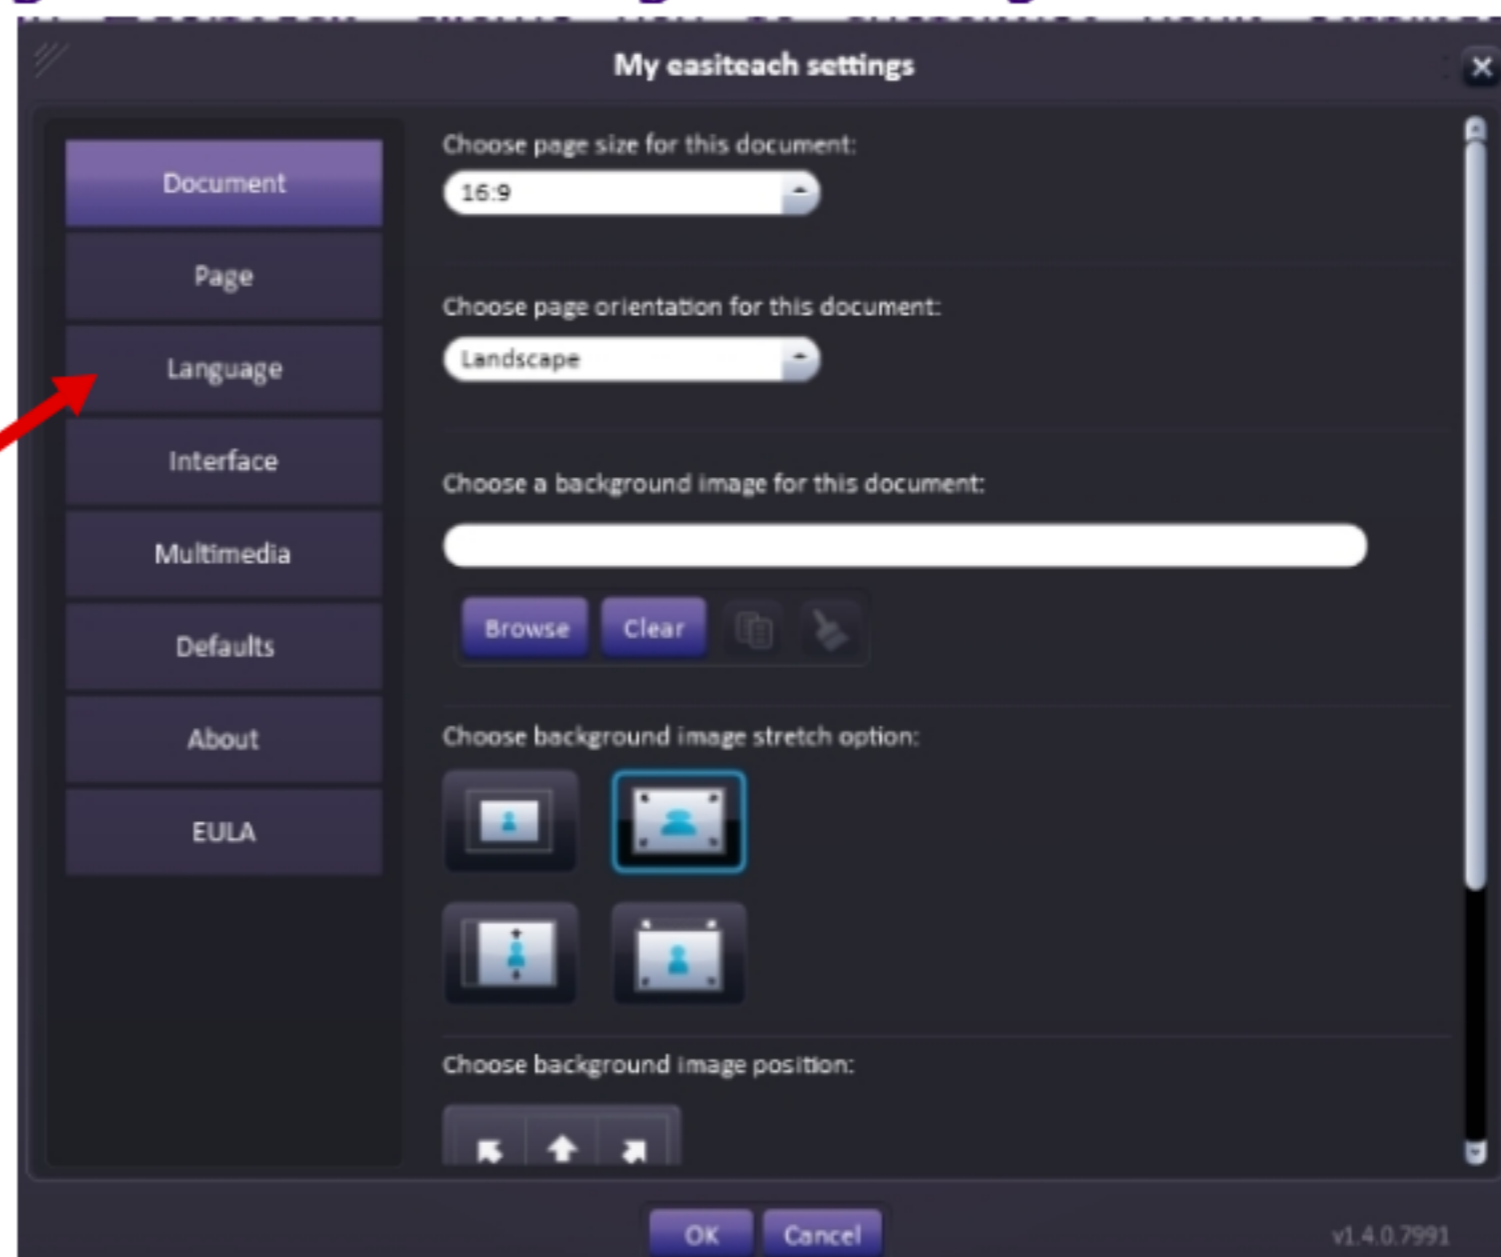 My easiteach settings
Document
Page
Language
Interface
Multimedia
Defaults
About
EULA
Choose page size for this document:
16:9
Choose page orientation for this document:
Landscape
Choose a background image for this document:
Browse Clear
Choose background image stretch option:
Choose background image position:
OK Cancel
v1.4.0.7991